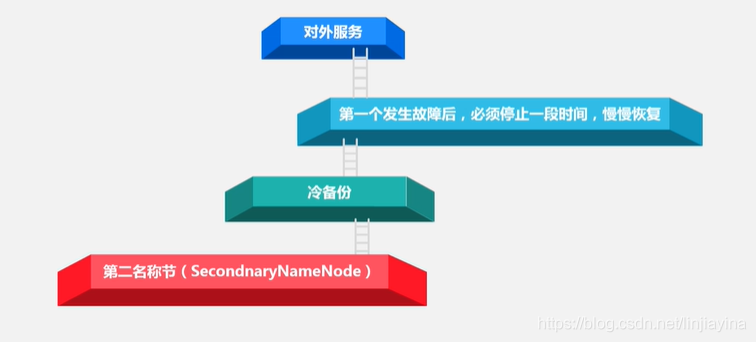 对外服务
第一个发生故障后，必须停止一段时间，慢慢恢复
冷备份
第二名称节（SecondnaryNameNode）
https://blog.csdn.net/linjiayina